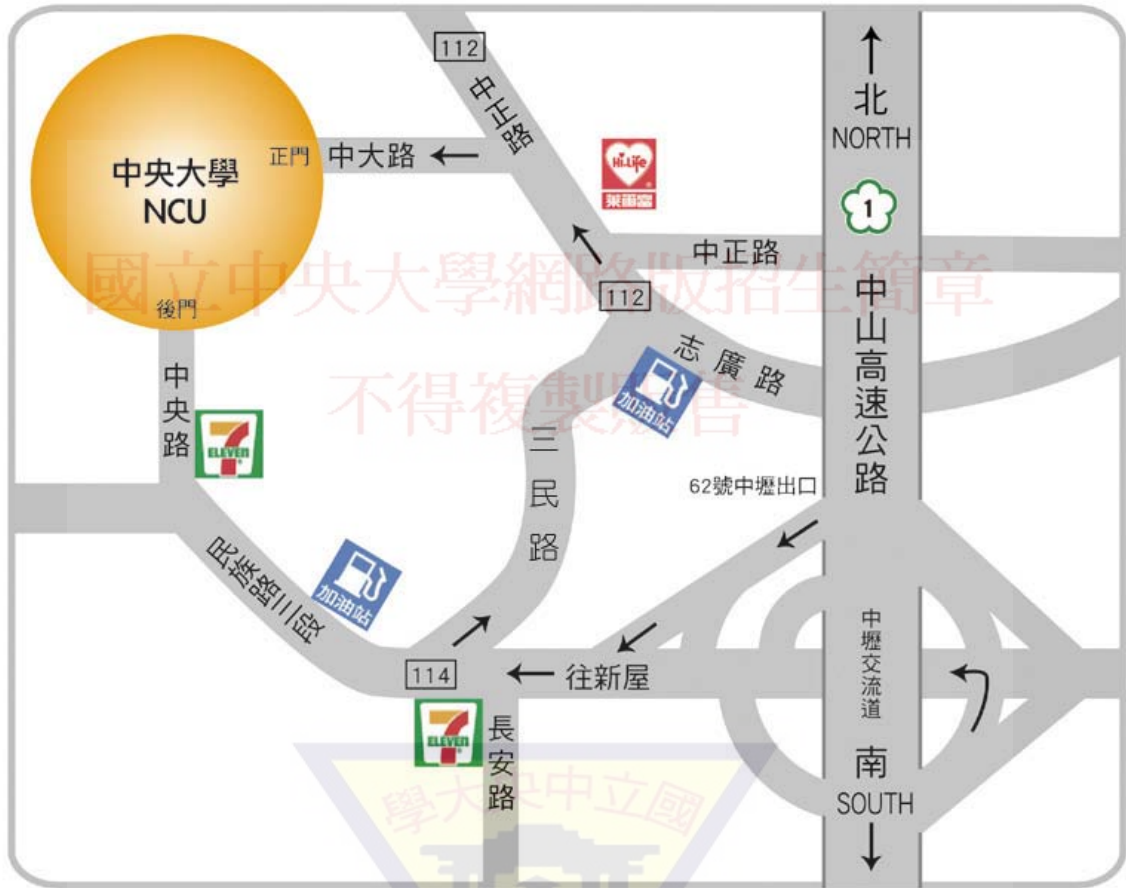 112
中正路
北
NORTH
中央大學
NCU
正門
中大路
Hi-Life
萊爾富
1
中正路
國立中央大學網路版招生簡章
112
後門
中山高速公路
志廣路
加油站
不得複製販售
中央路
7
ELEVEN
三民路
62號中壢出口
民族路三段
加油站
中壢交流道
114
往新屋
7
ELEVEN
長安路
南
SOUTH
學大央中立國